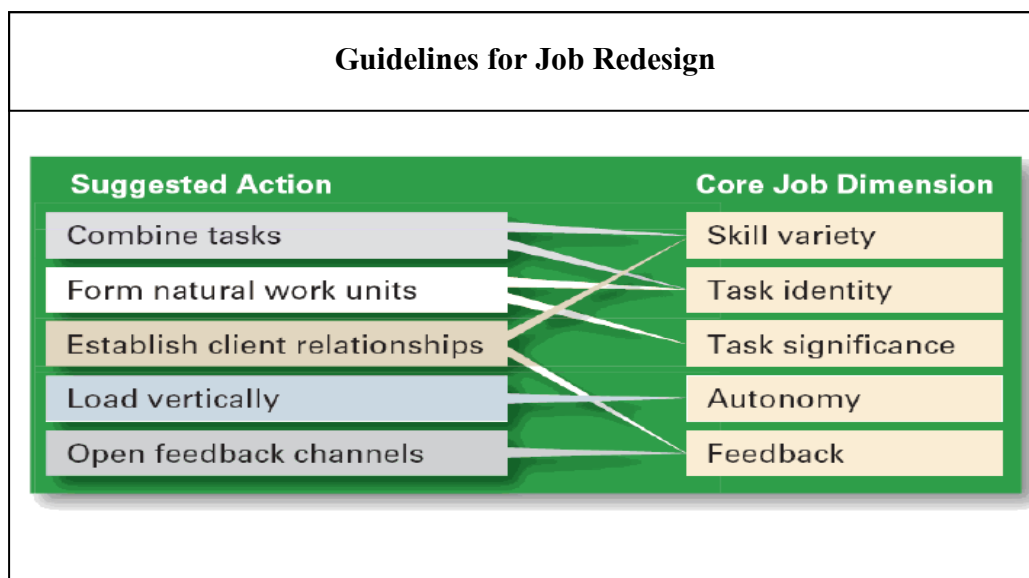 Guidelines for Job Redesign
Suggested Action
Core Job Dimension
Combine tasks
Skill variety
Form natural work units
Task identity
Establish client relationships
Task significance
Load vertically
Autonomy
Open feedback channels
Feedback